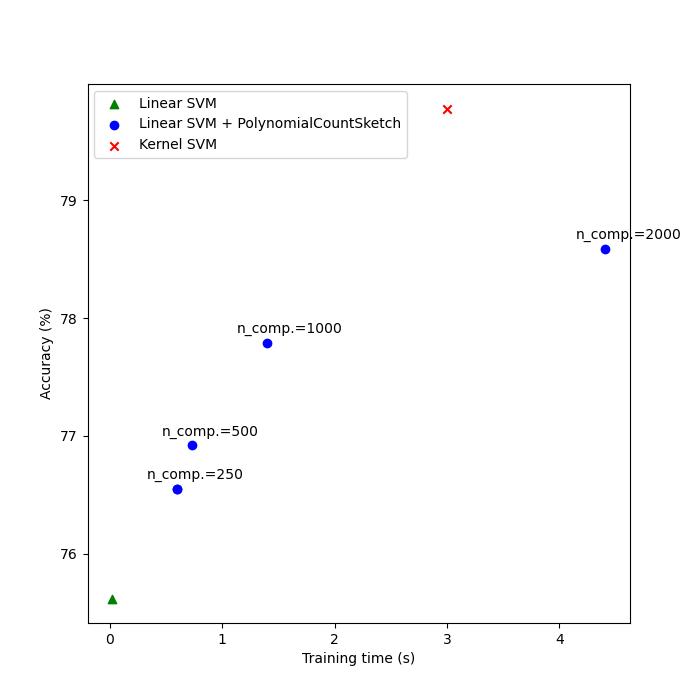 Linear SVM
Linear SVM + PolynomialCountSketch
Kernel SVM
79
78
77
76
Accuracy (%)
n_comp.=2000
n_comp.=1000
n_comp.=500
n_comp.=250
0 1 2 3 4
Training time (s)